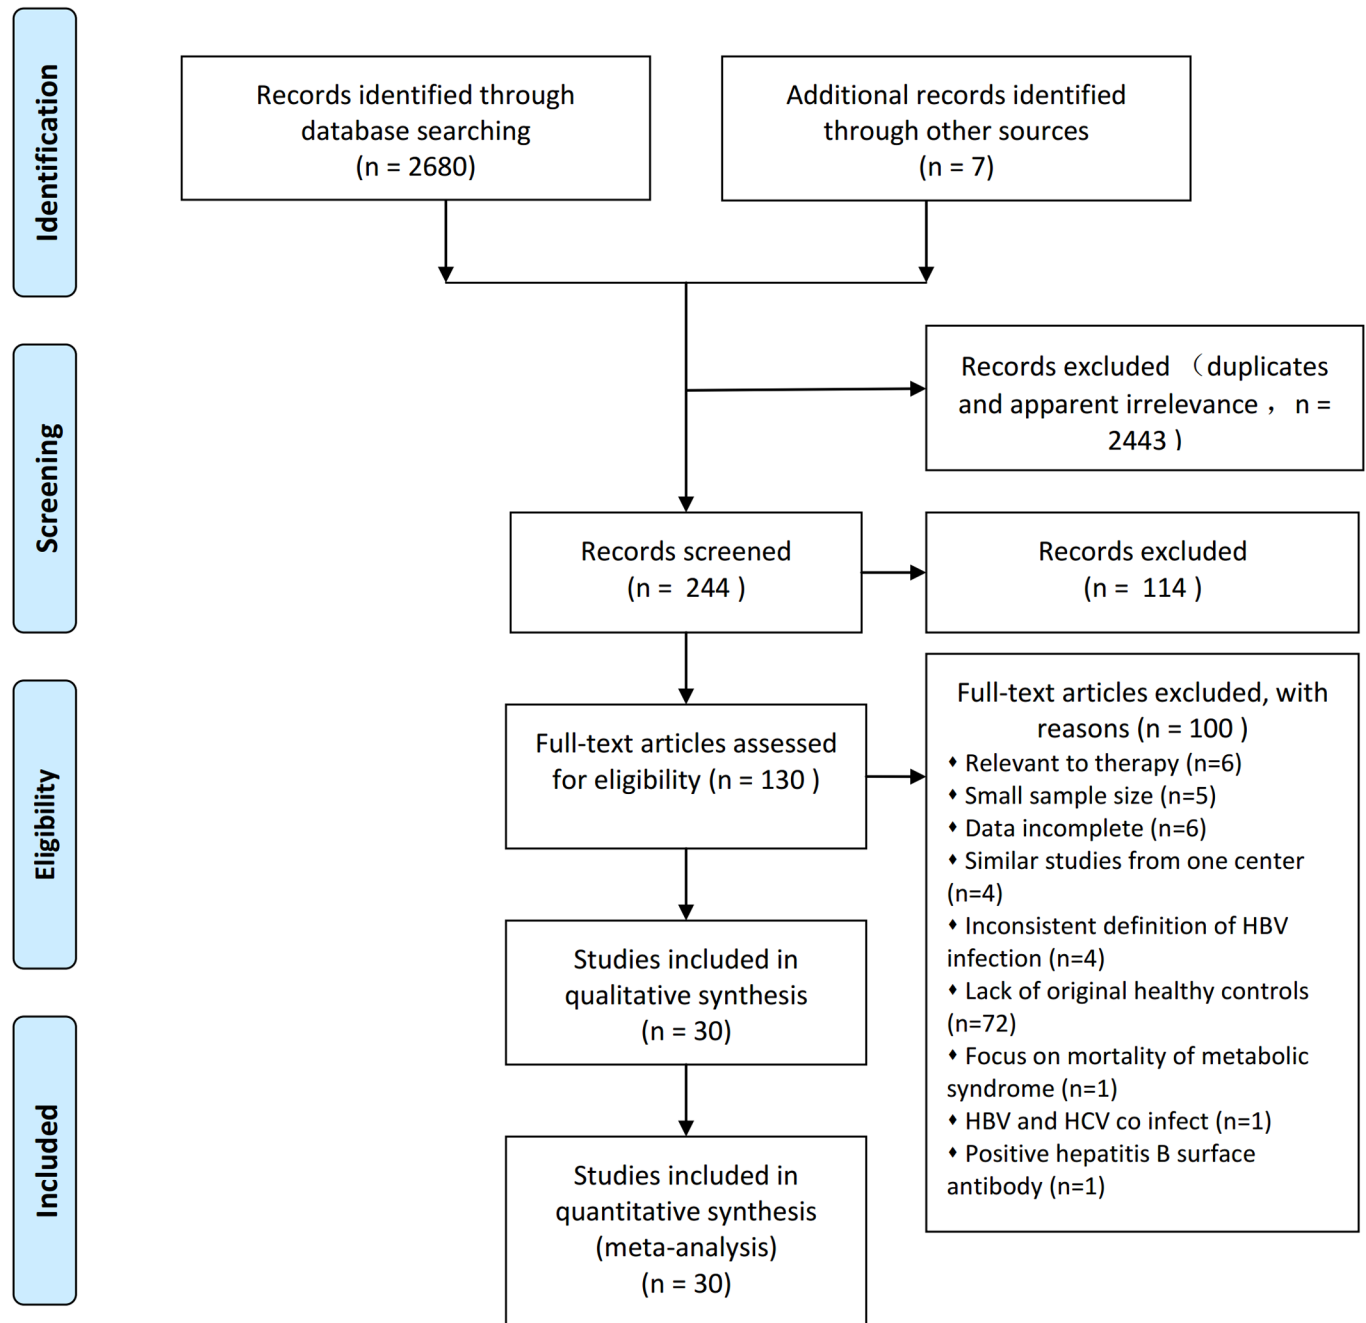 Identification
Records identified through
database searching
(n = 2680)
Additional records identified
through other sources
(n = 7)
Screening
Records excluded （duplicates
and apparent irrelevance ， n =
2443 )
Records screened
(n =  244 )
Records excluded
(n =  114 )
Eligibility
Full-text articles assessed
for eligibility (n = 130 )
Full-text articles excluded, with
reasons (n = 100 )
♦ Relevant to therapy (n=6)
♦ Small sample size (n=5)
♦ Data incomplete (n=6)
♦ Similar studies from one center
(n=4)
♦ Inconsistent definition of HBV
infection (n=4)
♦ Lack of original healthy controls
(n=72)
♦ Focus on mortality of metabolic
syndrome (n=1)
♦ HBV and HCV co infect (n=1)
♦ Positive hepatitis B surface
antibody (n=1)
Studies included in
qualitative synthesis
(n = 30)
Included
Studies included in
quantitative synthesis
(meta-analysis)
(n = 30)